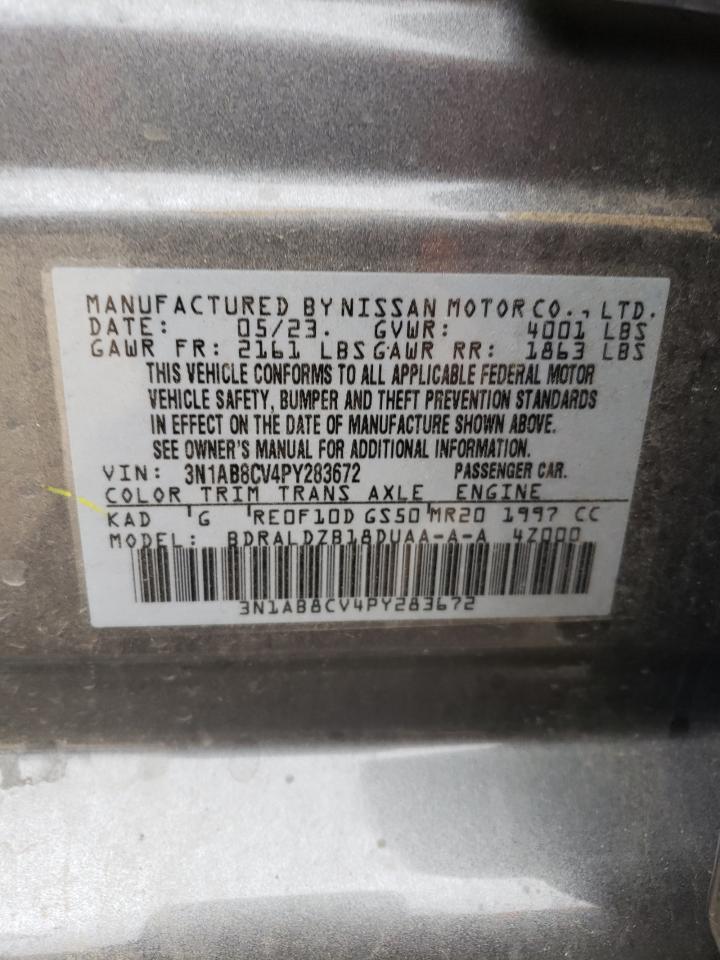 MANUFACTURED BY NISSAN MOTOR CO., LTD.
DATE: 05/23. GVWR: 4001 LBS
GAWR FR: 2161 LBS GAWR RR: 1863 LBS
THIS VEHICLE CONFORMS TO ALL APPLICABLE FEDERAL MOTOR
VEHICLE SAFETY, BUMPER AND THEFT PREVENTION STANDARDS
IN EFFECT ON THE DATE OF MANUFACTURE SHOWN ABOVE.
SEE OWNER'S MANUAL FOR ADDITIONAL INFORMATION.
VIN: 3N1AB8CV4PY283672 PASSENGER CAR.
COLOR TRIM TRANS AXLE ENGINE
KAD G RE0F10D GS50 MR20 1997 CC
MODEL: BDRALDZB18DUAA-A-A 4Z000
3N1AB8CV4PY283672